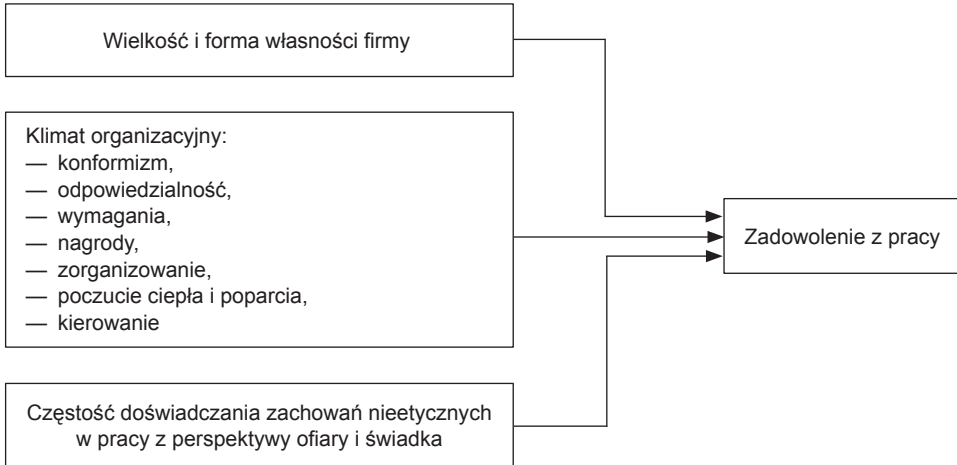 Wielkość i forma własności firmy
Klimat organizacyjny:
— konformizm,
— odpowiedzialność,
— wymagania,
— nagrody,
— zorganizowanie,
— poczucie ciepła i poparcia,
— kierowanie
Zadowolenie z pracy
Częstość doświadczania zachowań nieetycznych
w pracy z perspektywy ofiary i świadka